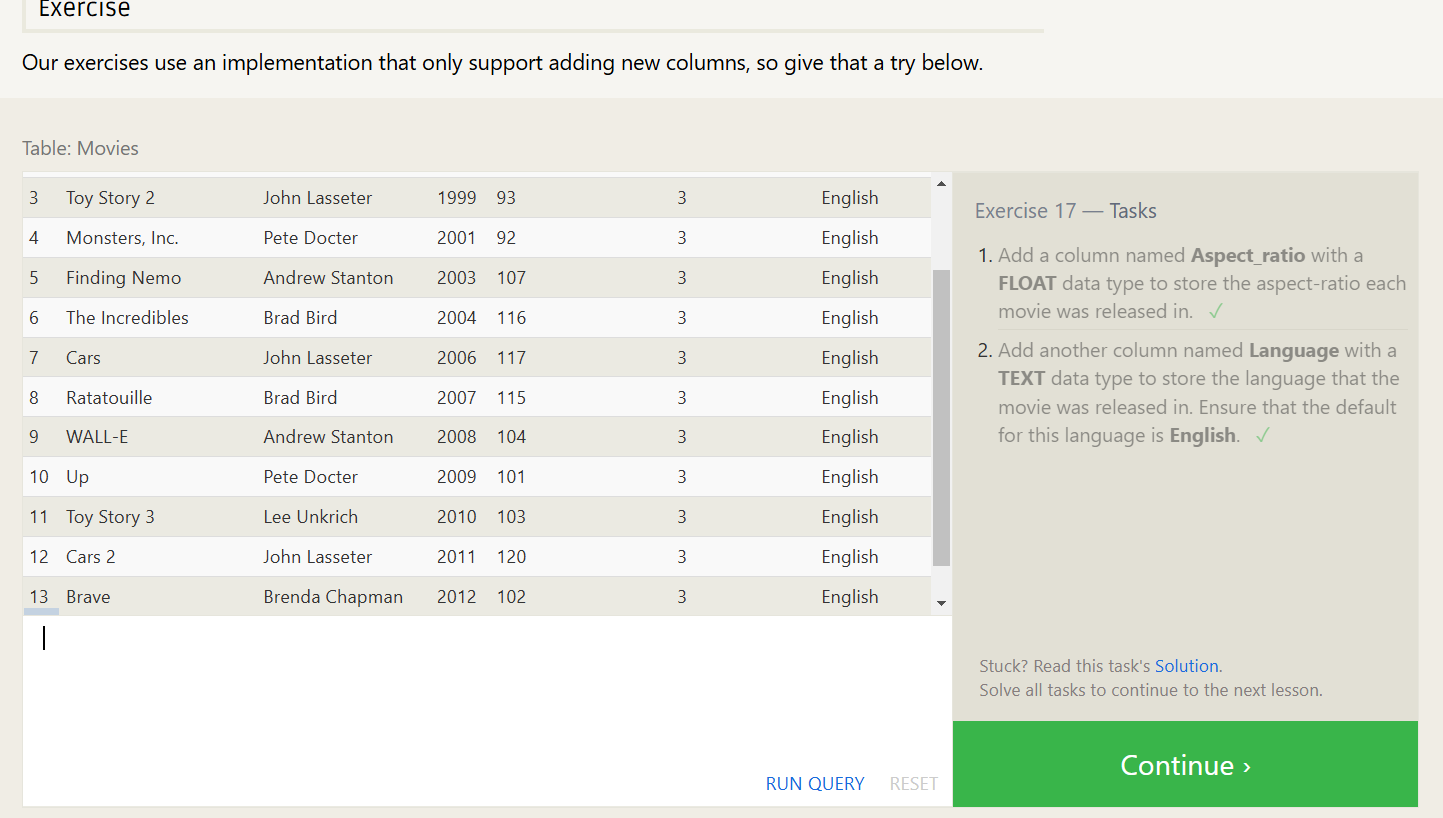 Exercise
Our exercises use an implementation that only support adding new columns, so give that a try below.
Table: Movies
3 Toy Story 2 John Lasseter 1999 93 3 English
4 Monsters, Inc. Pete Docter 2001 92 3 English
5 Finding Nemo Andrew Stanton 2003 107 3 English
6 The Incredibles Brad Bird 2004 116 3 English
7 Cars John Lasseter 2006 117 3 English
8 Ratatouille Brad Bird 2007 115 3 English
9 WALL-E Andrew Stanton 2008 104 3 English
10 Up Pete Docter 2009 101 3 English
11 Toy Story 3 Lee Unkrich 2010 103 3 English
12 Cars 2 John Lasseter 2011 120 3 English
13 Brave Brenda Chapman 2012 102 3 English
RUN QUERY RESET
Exercise 17 — Tasks
1. Add a column named Aspect_ratio with a
FLOAT data type to store the aspect-ratio each
movie was released in. ✓
2. Add another column named Language with a
TEXT data type to store the language that the
movie was released in. Ensure that the default
for this language is English. ✓
Stuck? Read this task's Solution.
Solve all tasks to continue to the next lesson.
Continue ›